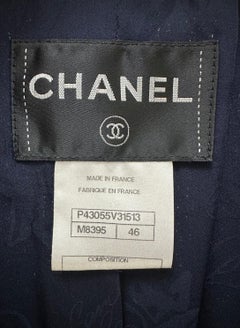 CHANEL
MADE IN FRANCE
FABRIQUE EN FRANCE
P43055V31513
M8395 46
COMPOSITION